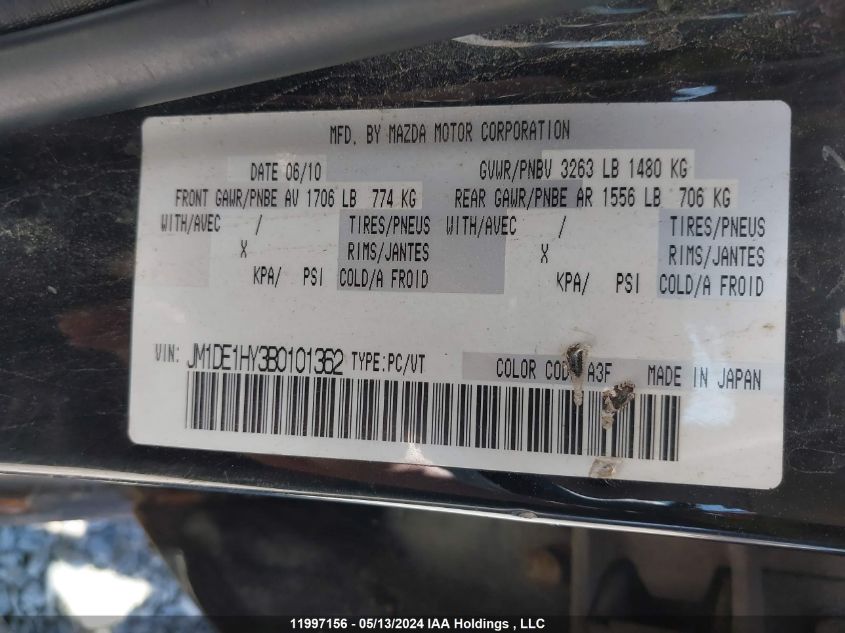 MFD. BY MAZDA MOTOR CORPORATION
DATE 06/10 GVWR/PNBV 3263 LB 1480 KG
FRONT GAWR/PNBE AV 1706 LB 774 KG REAR GAWR/PNBE AR 1556 LB 706 KG
WITH/AVEC / TIRES/PNEUS WITH/AVEC / TIRES/PNEUS
X RIMS/JANTES X RIMS/JANTES
KPA/ PSI COLD/A FROID KPA/ PSI COLD/A FROID
VIN: JM1DE1HY3B0101362 TYPE:PC/VT COLOR COD A3F MADE IN JAPAN
11997156 - 05/13/2024 IAA Holdings , LLC